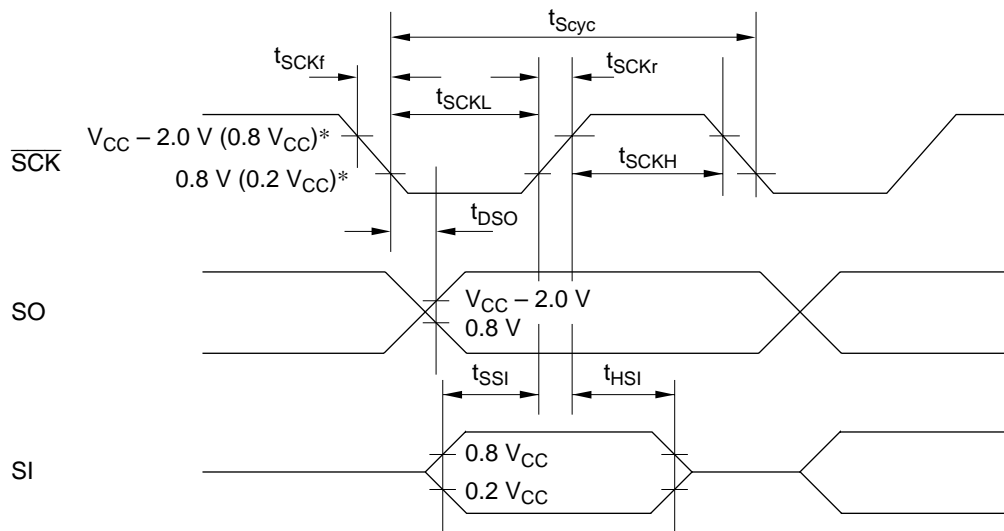 tScyc
tSCKf
tSCKr
tSCKL
VCC – 2.0 V (0.8 VCC)*
SCK
tSCKH
0.8 V (0.2 VCC)*
tDSO
SO
VCC – 2.0 V
0.8 V
tSSI
tHSI
SI
0.8 VCC
0.2 VCC